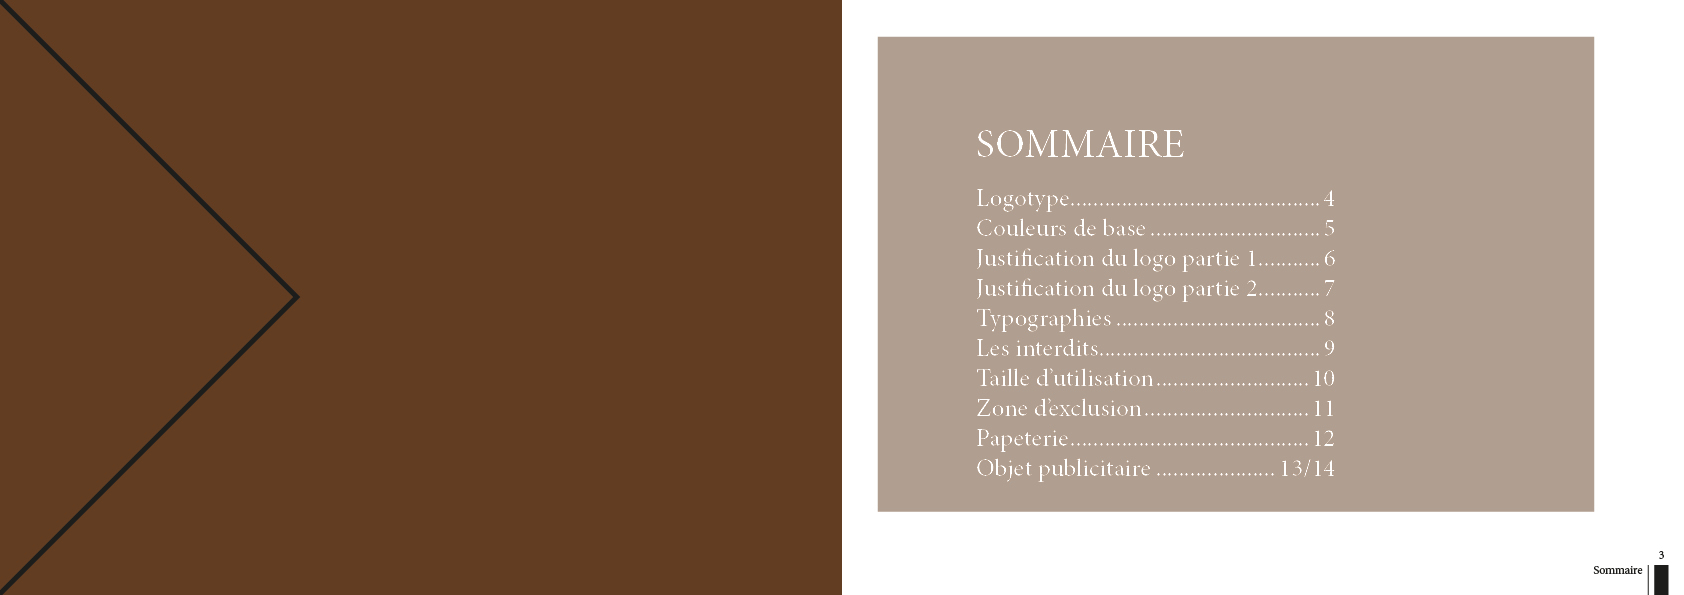 SOMMAIRE
Logotype............................................ 4
Couleurs de base .............................. 5
Justification du logo partie 1........... 6
Justification du logo partie 2........... 7
Typographies .................................... 8
Les interdits....................................... 9
Taille d’utilisation........................... 10
Zone d’exclusion............................. 11
Papeterie.......................................... 12
Objet publicitaire ..................... 13/14
3
Sommaire